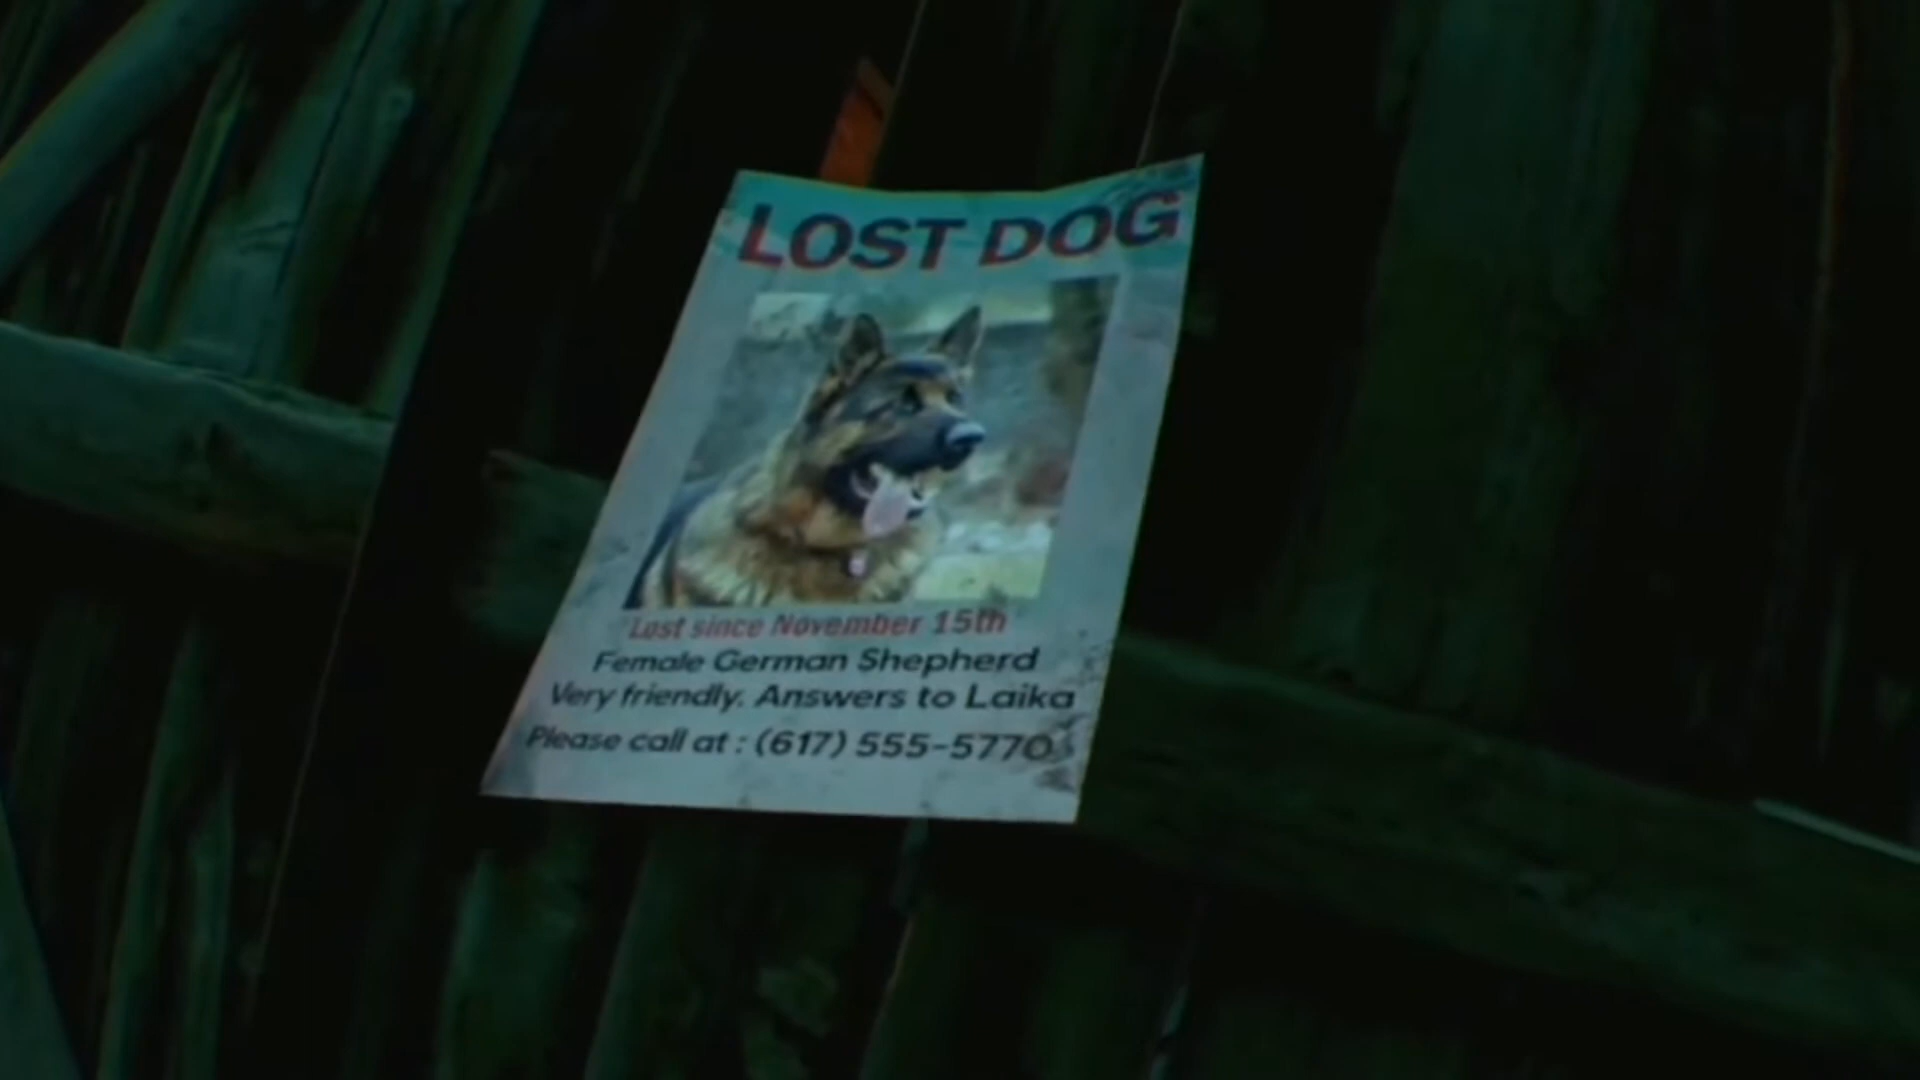 LOST DOG
Lost since November 15th
Female German Shepherd
Very friendly. Answers to Laika
Please call at : (617) 555-5770